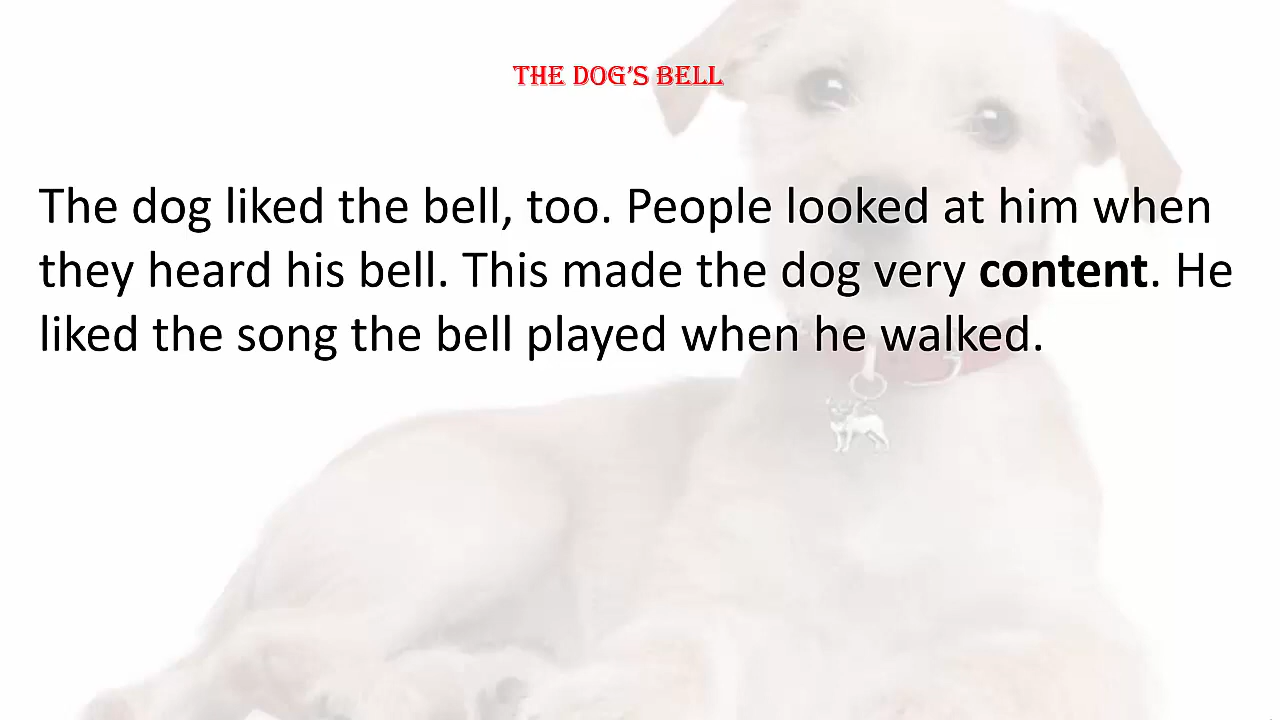 THE DOG'S BELL
The dog liked the bell, too. People looked at him when
they heard his bell. This made the dog very content. He
liked the song the bell played when he walked.